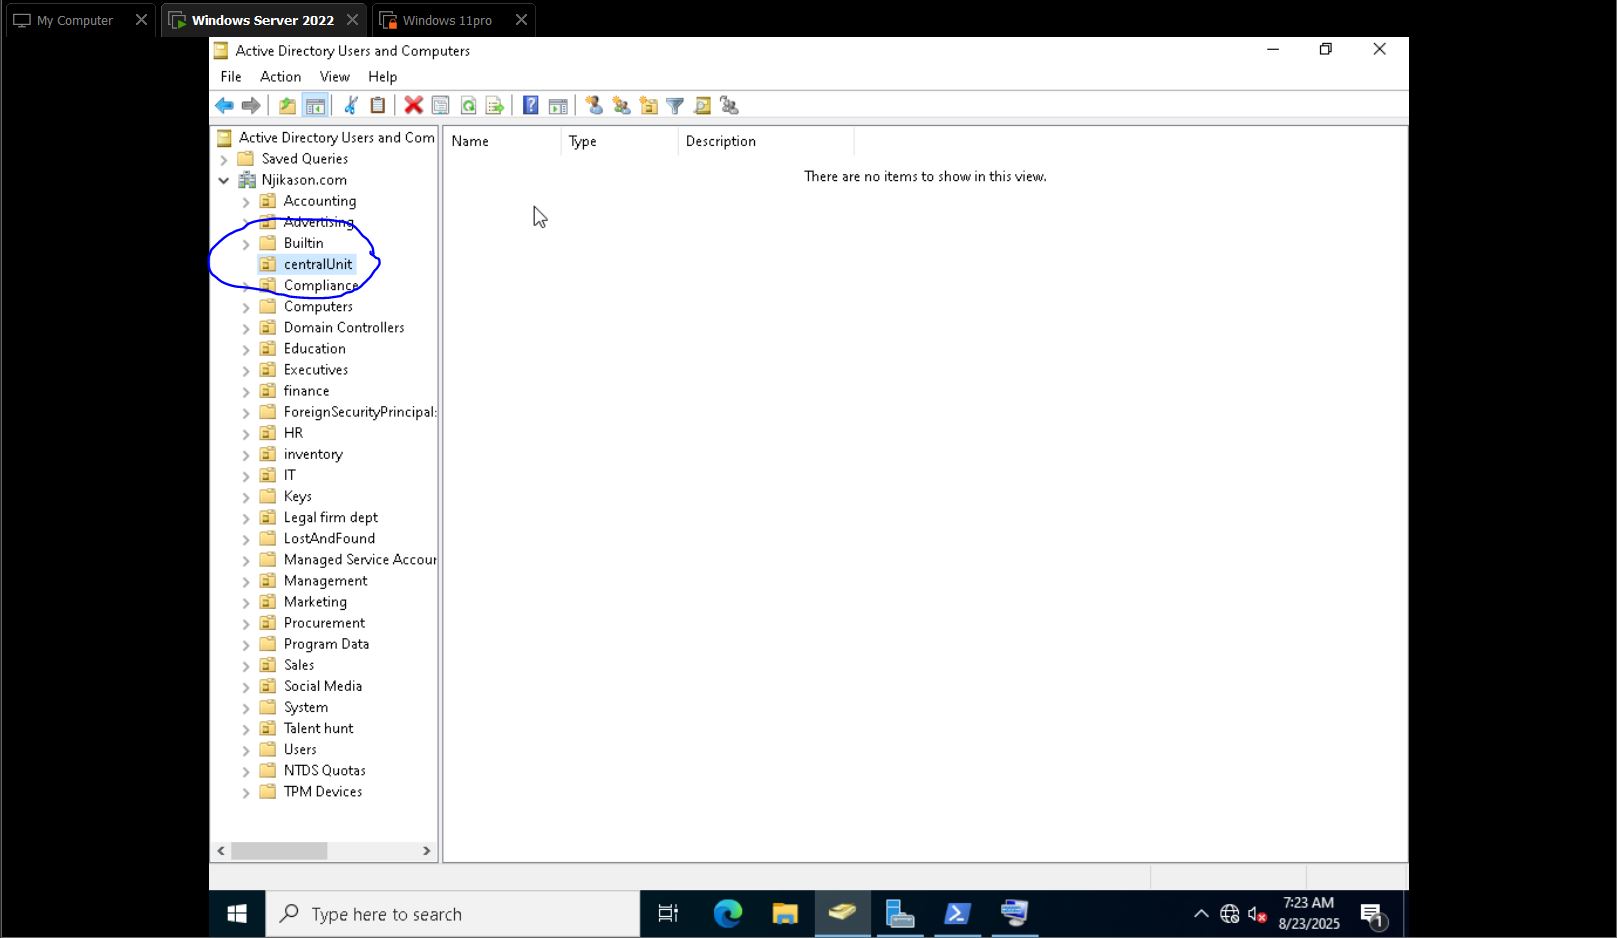 My Computer
Windows Server 2022
Windows 11pro
Active Directory Users and Computers
File Action View Help
Active Directory Users and Com
Name Type Description
There are no items to show in this view.
Saved Queries
Njikason.com
Accounting
Advertising
Builtin
centralUnit
Compliance
Computers
Domain Controllers
Education
Executives
finance
ForeignSecurityPrincipal:
HR
inventory
IT
Keys
Legal firm dept
LostAndFound
Managed Service Accour
Management
Marketing
Procurement
Program Data
Sales
Social Media
System
Talent hunt
Users
NTDS Quotas
TPM Devices
Type here to search
7:23 AM
8/23/2025
1